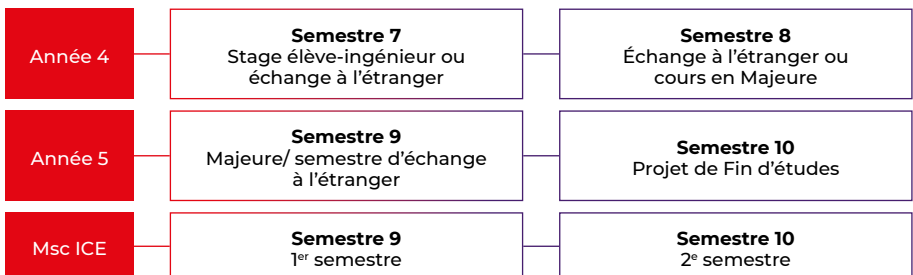 Année 4
Semestre 7
Stage élève-ingénieur ou
échange à l'étranger
Semestre 8
Échange à l'étranger ou
cours en Majeure
Année 5
Semestre 9
Majeure/ semestre d'échange
à l'étranger
Semestre 10
Projet de Fin d'études
Msc ICE
Semestre 9
1er semestre
Semestre 10
2e semestre